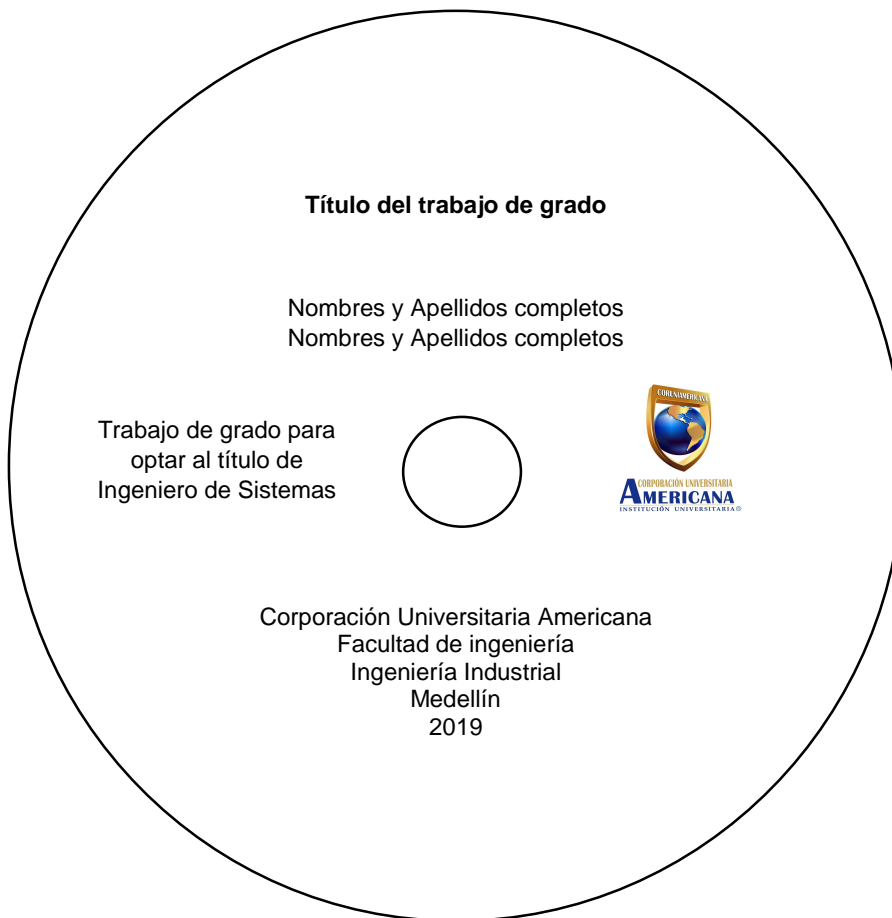 Título del trabajo de grado
Nombres y Apellidos completos
Nombres y Apellidos completos
Trabajo de grado para
optar al título de
Ingeniero de Sistemas
CORUNIAMERICANA
CORPORACIÓN UNIVERSITARIA
AMERICANA
INSTITUCIÓN UNIVERSITARIA®
Corporación Universitaria Americana
Facultad de ingeniería
Ingeniería Industrial
Medellín
2019